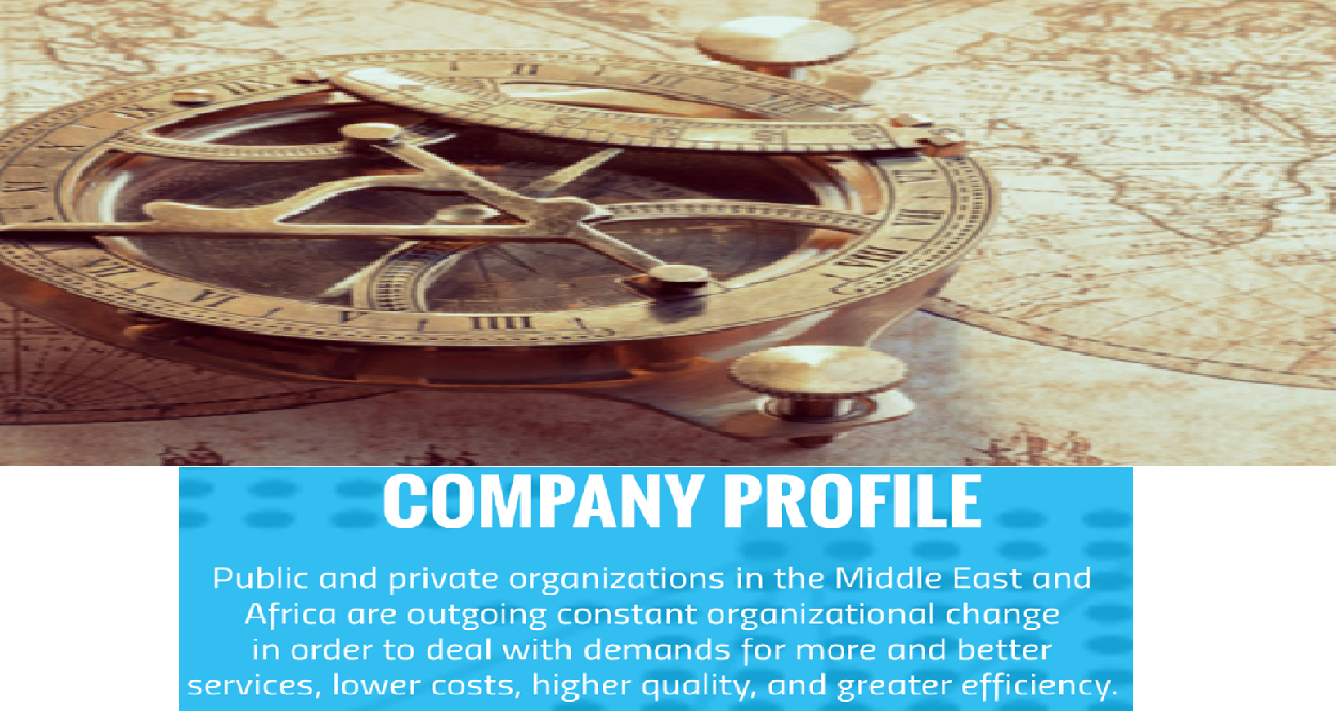 COMPANY PROFILE
Public and private organizations in the Middle East and
Africa are outgoing constant organizational change
in order to deal with demands for more and better
services, lower costs, higher quality, and greater efficiency.